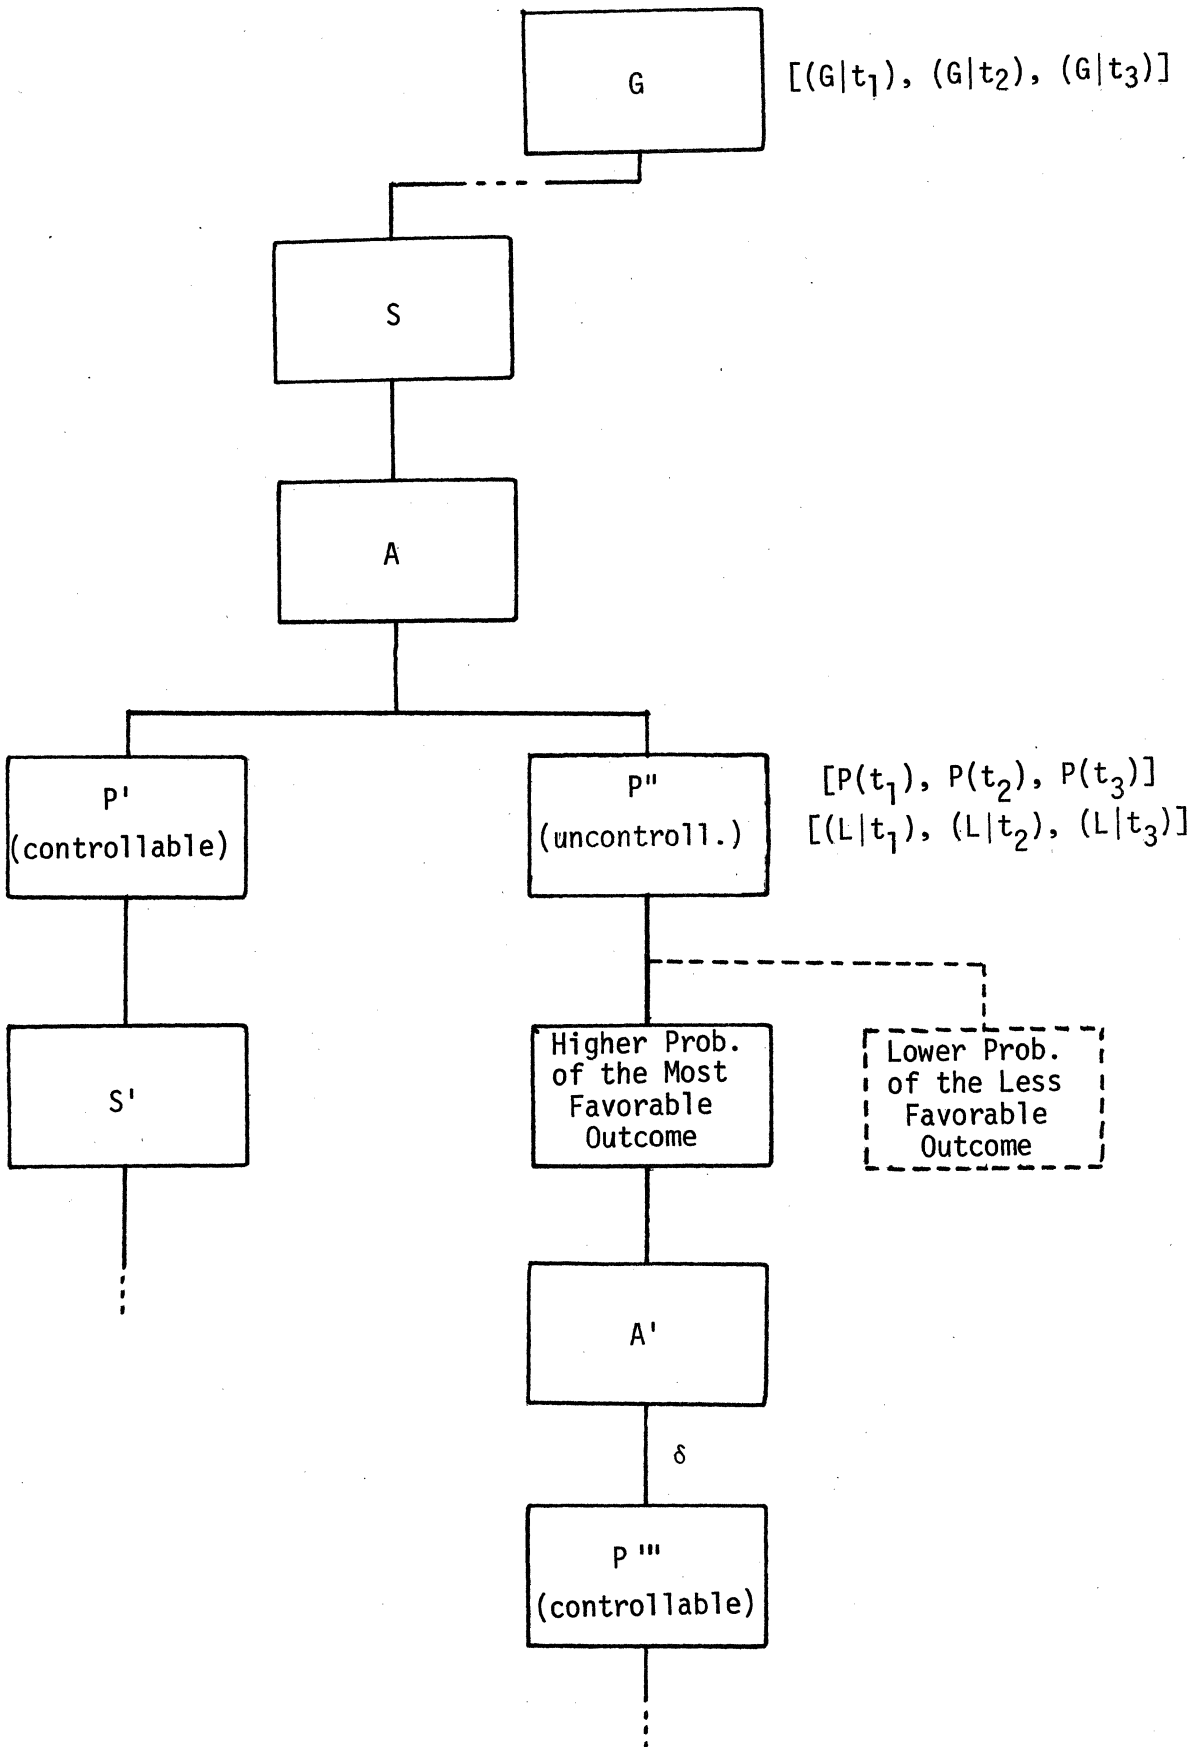 G
[(G|t1), (G|t2), (G|t3)]
S
A
P'
(controllable)
P"
(uncontroll.)
[P(t1), P(t2), P(t3)]
[(L|t1), (L|t2), (L|t3)]
S'
Higher Prob.
of the Most
Favorable
Outcome
Lower Prob.
of the Less
Favorable
Outcome
A'
δ
P'''
(controllable)